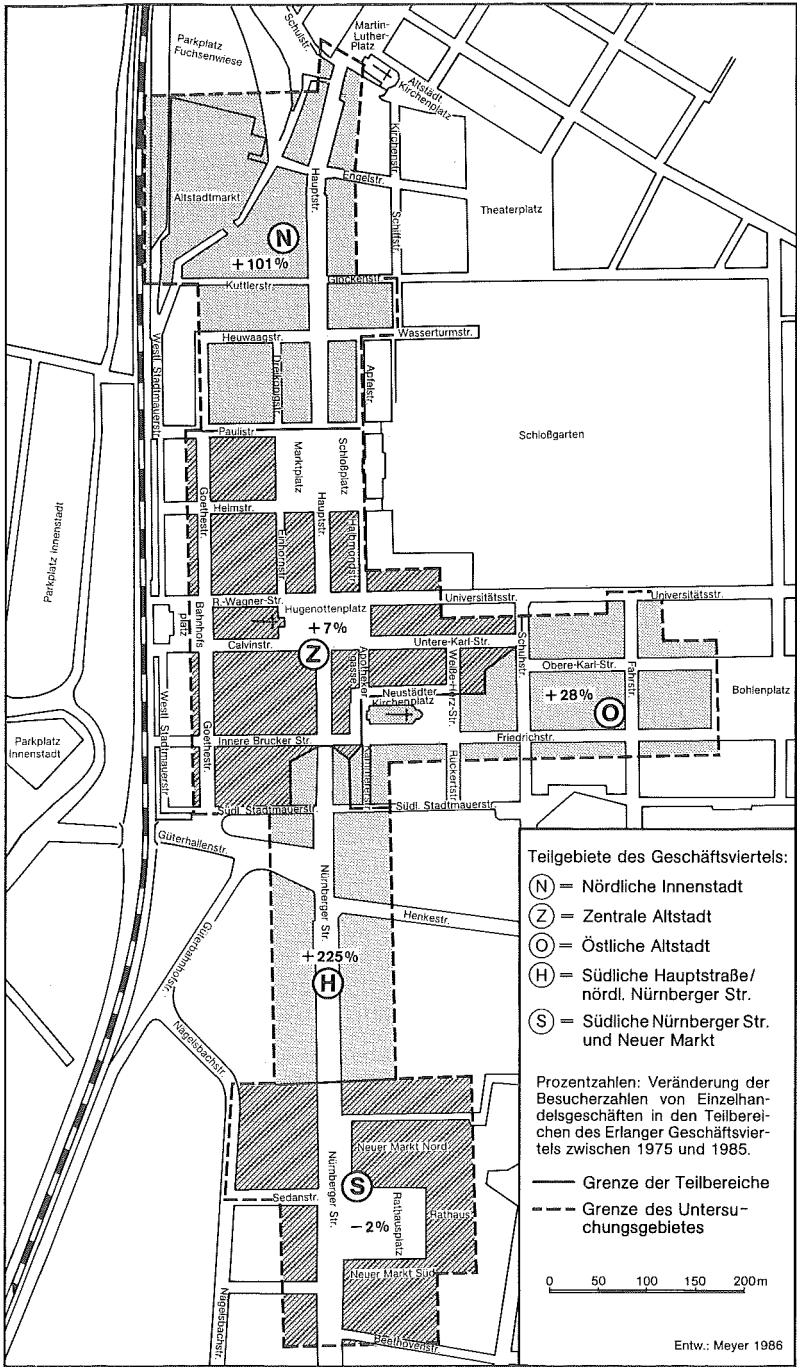 Parkplatz
Fuchsenwiese
Schulstr.
Martin-
Luther-
Platz
Altstädt.
Kirchenplatz
Kirchenstr.
Hauptstr.
Engelstr.
Altstadtmarkt
Theaterplatz
Schiffstr.
N
+101%
Kuttlerstr.
Glockenstr.
Heuwaagstr.
Wasserturmstr.
Westl. Stadtmauerstr.
Dreikönigstr.
Apfelstr.
Paulistr.
Schloßgarten
Marktplatz
Schloßplatz
Parkplatz Innenstadt
Goethestr.
Hauptstr.
Helmstr.
Einhornstr.
Halbmondstr.
R.-Wagner-Str.
Universitätsstr.
Universitätsstr.
Bahnhofs
platz
Hugenottenplatz
+7%
Calvinstr.
Untere-Karl-Str.
Schuhstr.
Z
Apotheker
gasse
Weiße-Herz-Str.
Obere-Karl-Str.
Fahrstr.
Neustädter
Kirchenplatz
+28%
O
Bohlenplatz
Westl. Stadtmauerstr.
Goethestr.
Parkplatz
Innenstadt
Innere Brucker Str.
Friedrichstr.
Rückertstr.
Südl. Stadtmauerstr.
Südl. Stadtmauerstr.
Güterhallenstr.
Nürnberger Str.
Henkestr.
Güterbahnhofstr.
+225%
H
Nägelsbachstr.
Neuer Markt Nord
Nürnberger Str.
S
Sedanstr.
Rathausplatz
Rathaus
-2%
Neuer Markt Süd
Nägelsbachstr.
Beethovenstr.
Teilgebiete des Geschäftsviertels:
N = Nördliche Innenstadt
Z = Zentrale Altstadt
O = Östliche Altstadt
H = Südliche Hauptstraße/
nördl. Nürnberger Str.
S = Südliche Nürnberger Str.
und Neuer Markt
Prozentzahlen: Veränderung der
Besucherzahlen von Einzelhan-
delsgeschäften in den Teilberei-
chen des Erlanger Geschäftsvier-
tels zwischen 1975 und 1985.
Grenze der Teilbereiche
Grenze des Untersu-
chungsgebietes
0 50 100 150 200m
Entw.: Meyer 1986